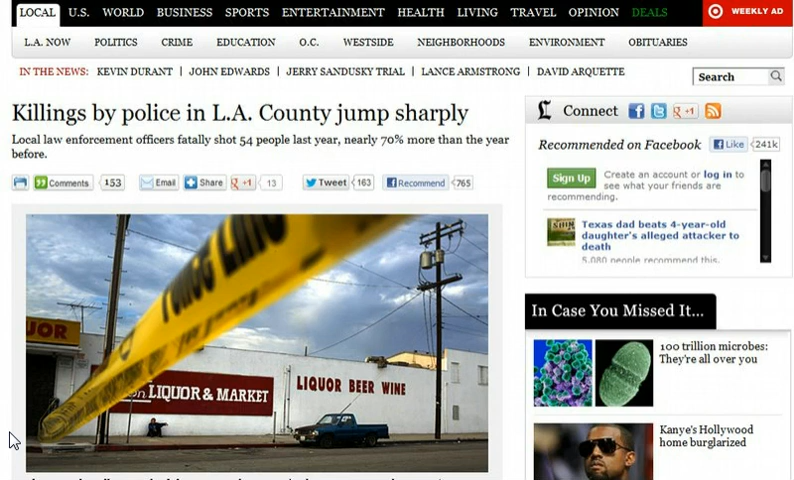 LOCAL U.S. WORLD BUSINESS SPORTS ENTERTAINMENT HEALTH LIVING TRAVEL OPINION DEALS
WEEKLY AD
L.A. NOW POLITICS CRIME EDUCATION O.C. WESTSIDE NEIGHBORHOODS ENVIRONMENT OBITUARIES
IN THE NEWS: KEVIN DURANT | JOHN EDWARDS | JERRY SANDUSKY TRIAL | LANCE ARMSTRONG | DAVID ARQUETTE
Search
Killings by police in L.A. County jump sharply
Local law enforcement officers fatally shot 54 people last year, nearly 70% more than the year
before.
Comments 153 Email Share +1 13 Tweet 163 Recommend 765
POLICE LINE
UOR
LIQUOR & MARKET
LIQUOR BEER WINE
Connect
+1
Recommended on Facebook Like 241k
Sign Up Create an account or log in to
see what your friends are
recommending.
Texas dad beats 4-year-old
daughter's alleged attacker to
death
5,080 people recommend this.
In Case You Missed It...
100 trillion microbes:
They're all over you
Kanye's Hollywood
home burglarized